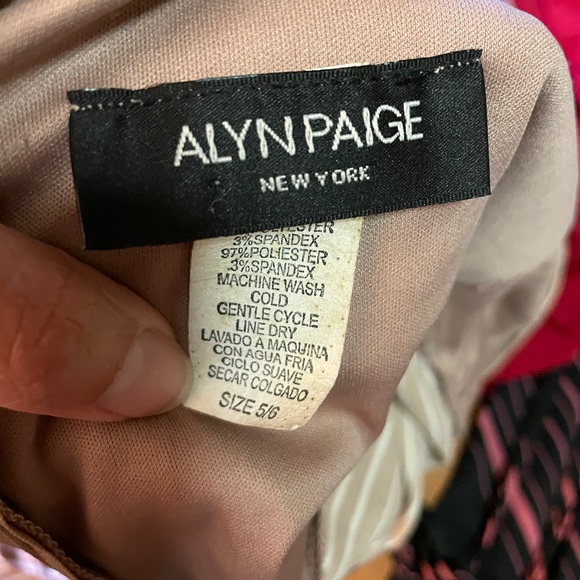 ALYN PAIGE
NEW YORK
3%SPANDEX
97%POLIESTER
3%SPANDEX
MACHINE WASH
COLD
GENTLE CYCLE
LINE DRY
LAVADO A MAQUINA
CON AGUA FRIA
CICLO SUAVE
SECAR COLGADO
SIZE 5/6